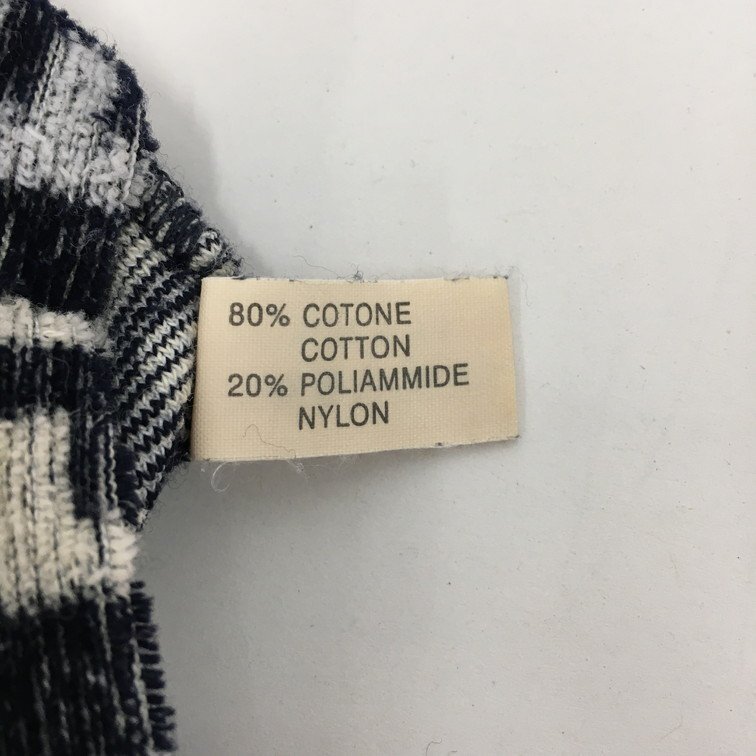 80% COTONE
COTTON
20% POLIAMMIDE
NYLON